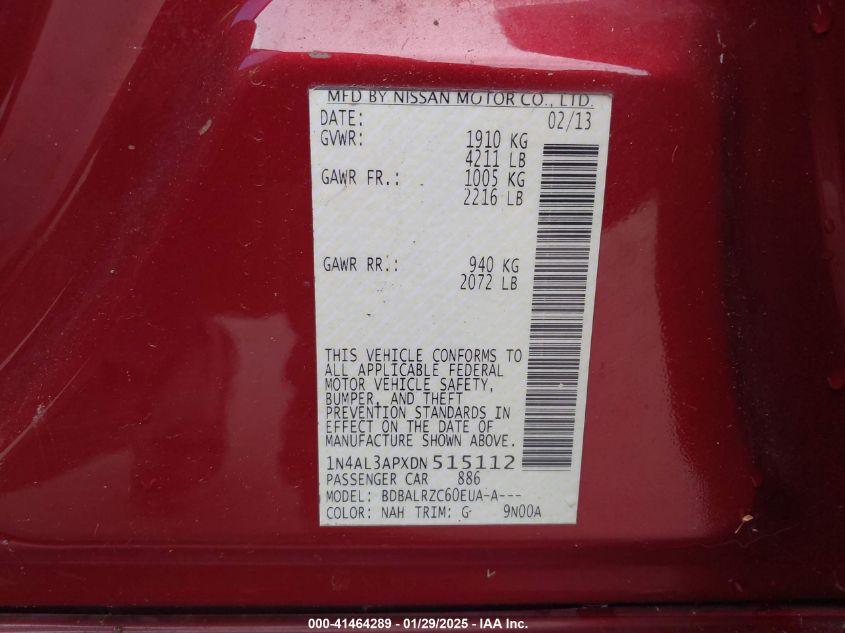 MFD BY NISSAN MOTOR CO., LTD.
DATE: 02/13
GVWR: 1910 KG
4211 LB
GAWR FR.: 1005 KG
2216 LB
GAWR RR.: 940 KG
2072 LB
THIS VEHICLE CONFORMS TO
ALL APPLICABLE FEDERAL
MOTOR VEHICLE SAFETY,
BUMPER, AND THEFT
PREVENTION STANDARDS IN
EFFECT ON THE DATE OF
MANUFACTURE SHOWN ABOVE.
1N4AL3APXDN 515112
PASSENGER CAR 886
MODEL: BDBALRZC60EUA-A---
COLOR: NAH TRIM: G 9N00A
000-41464289 - 01/29/2025 - IAA Inc.